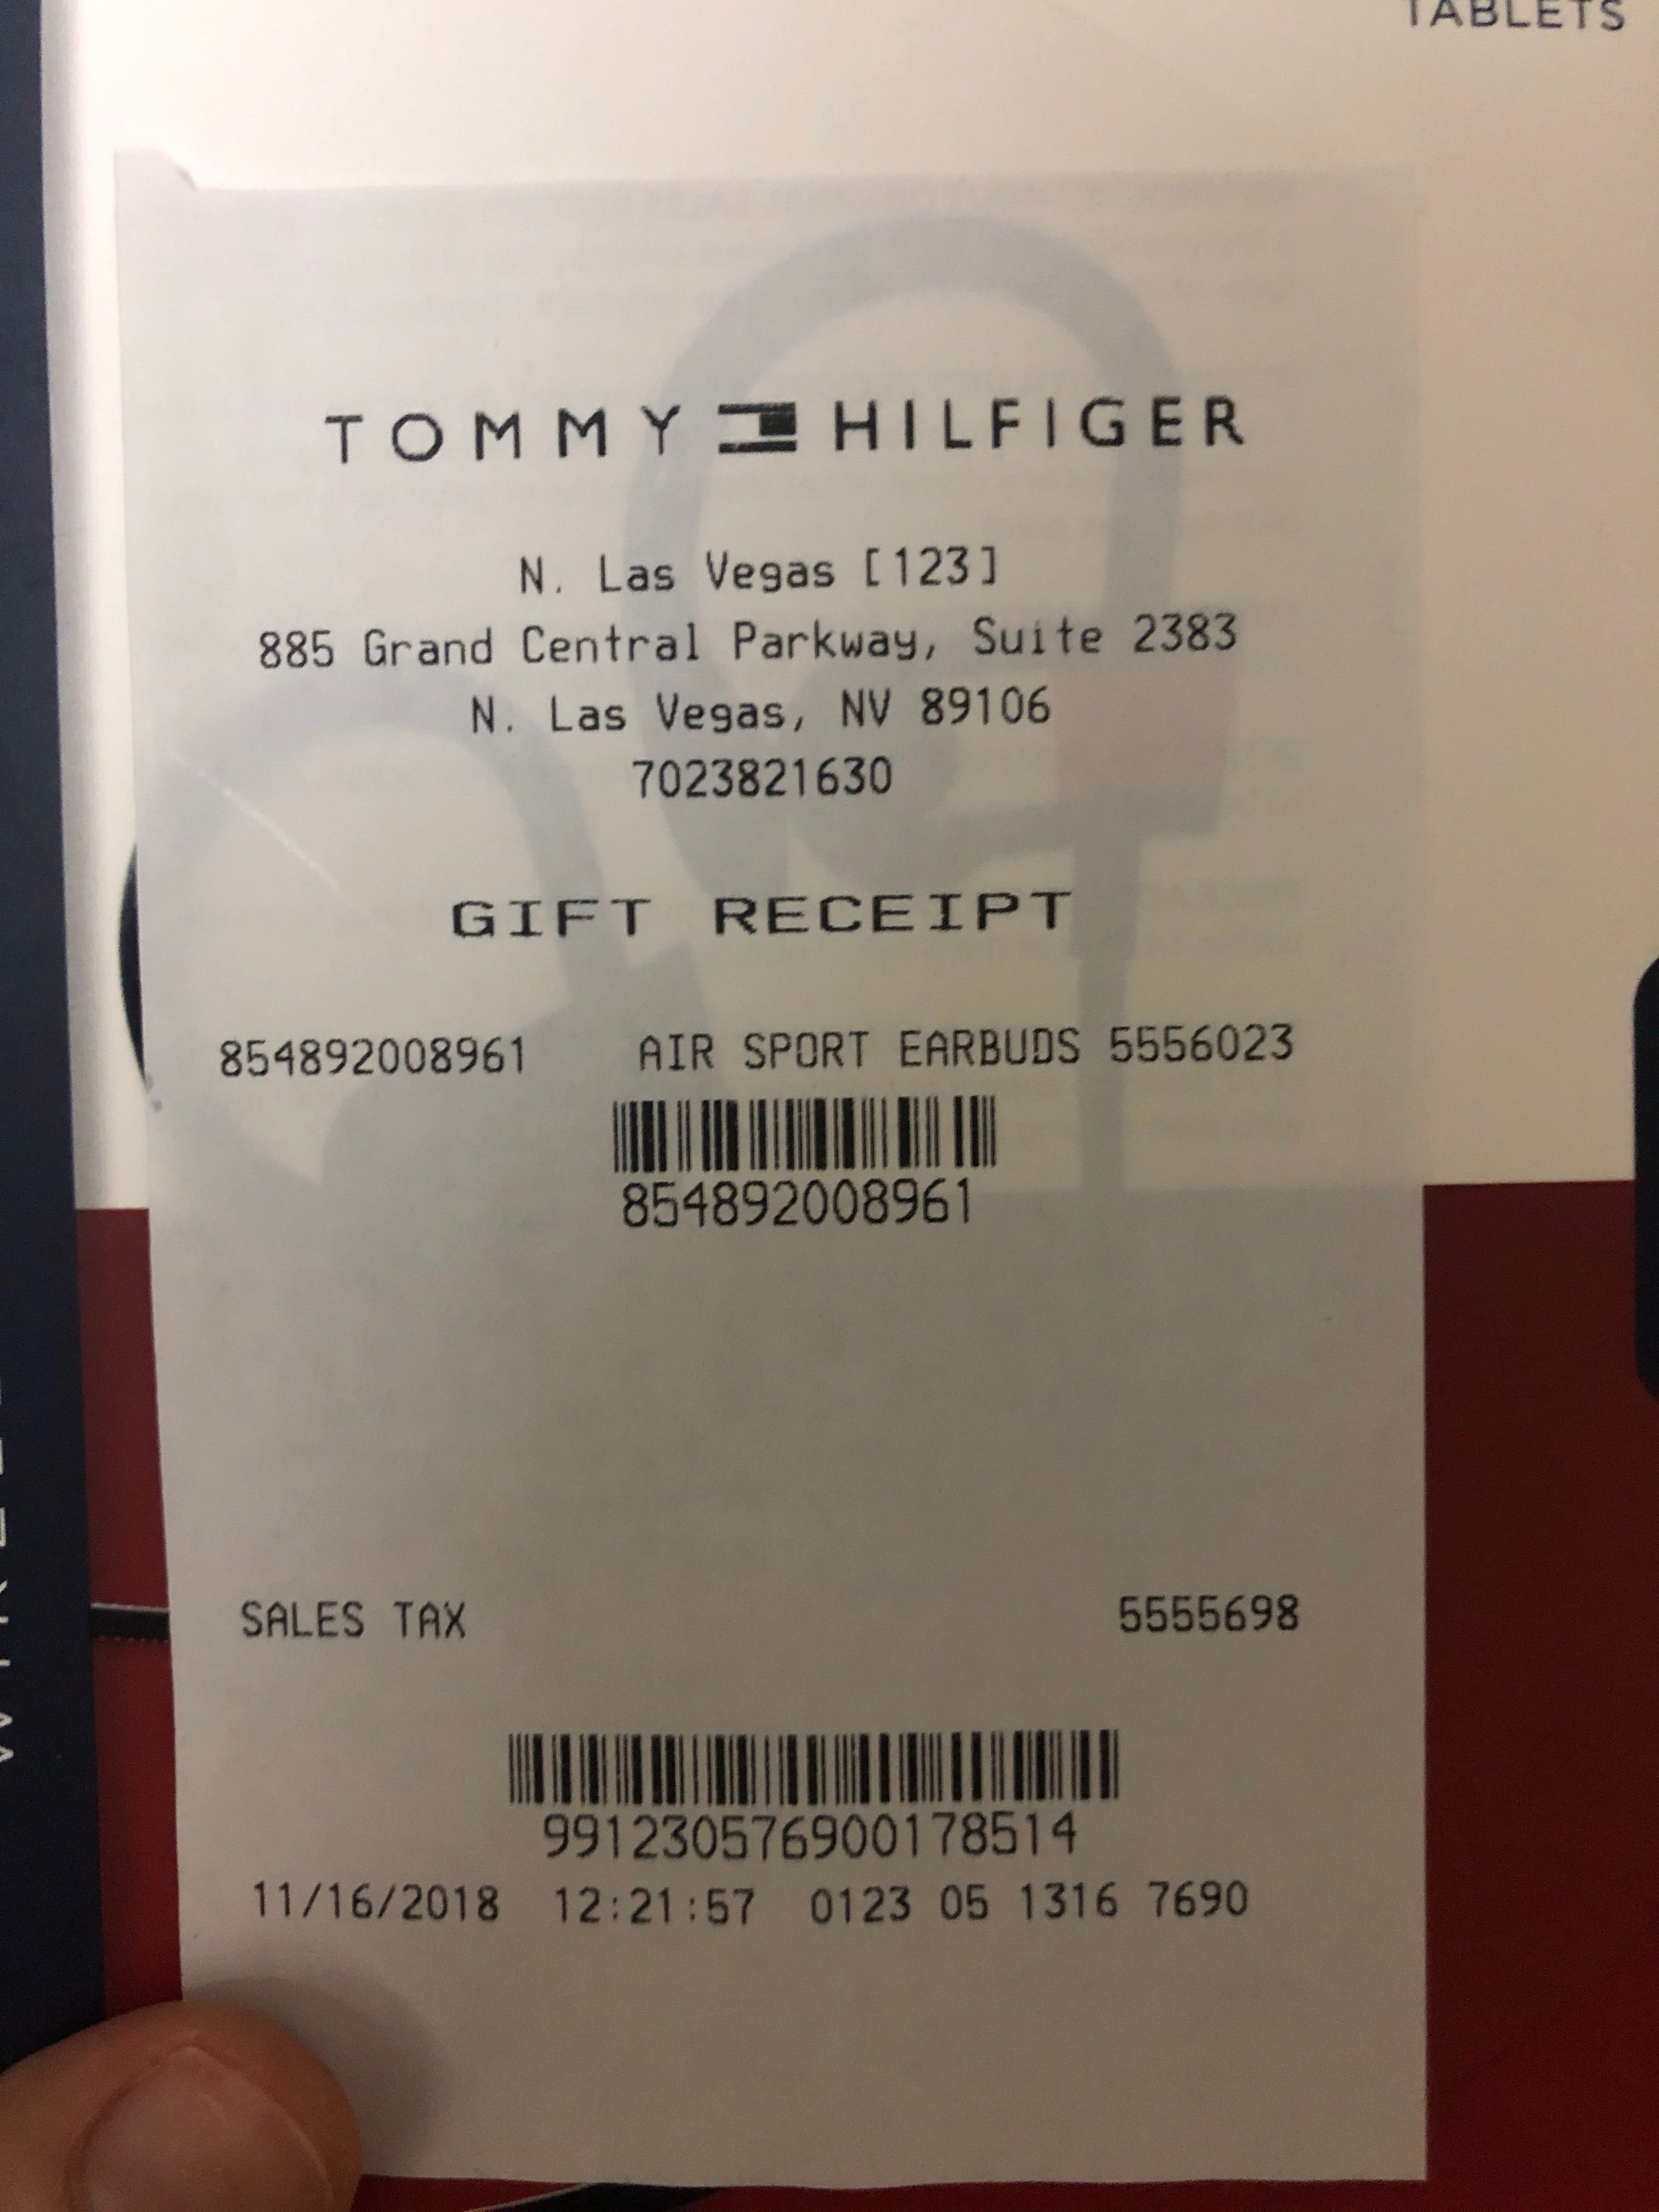 TABLETS
TOMMY HILFIGER
N. Las Vegas [123]
885 Grand Central Parkway, Suite 2383
N. Las Vegas, NV 89106
7023821630
GIFT RECEIPT
854892008961 AIR SPORT EARBUDS 5556023
854892008961
SALES TAX 5555698
991230576900178514
11/16/2018 12:21:57 0123 05 1316 7690